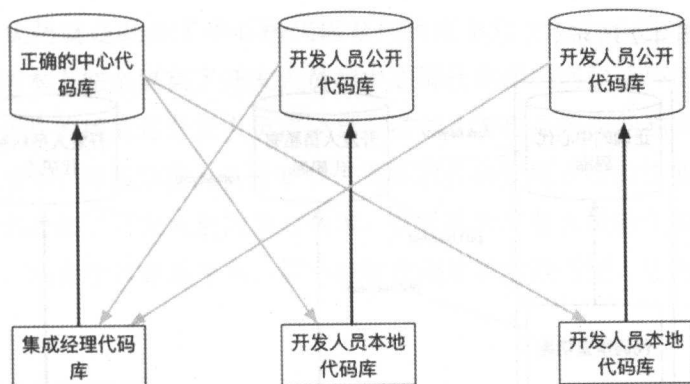 正确的中心代
码库
开发人员公开
代码库
开发人员公开
代码库
集成经理代码
库
开发人员本地
代码库
开发人员本地
代码库